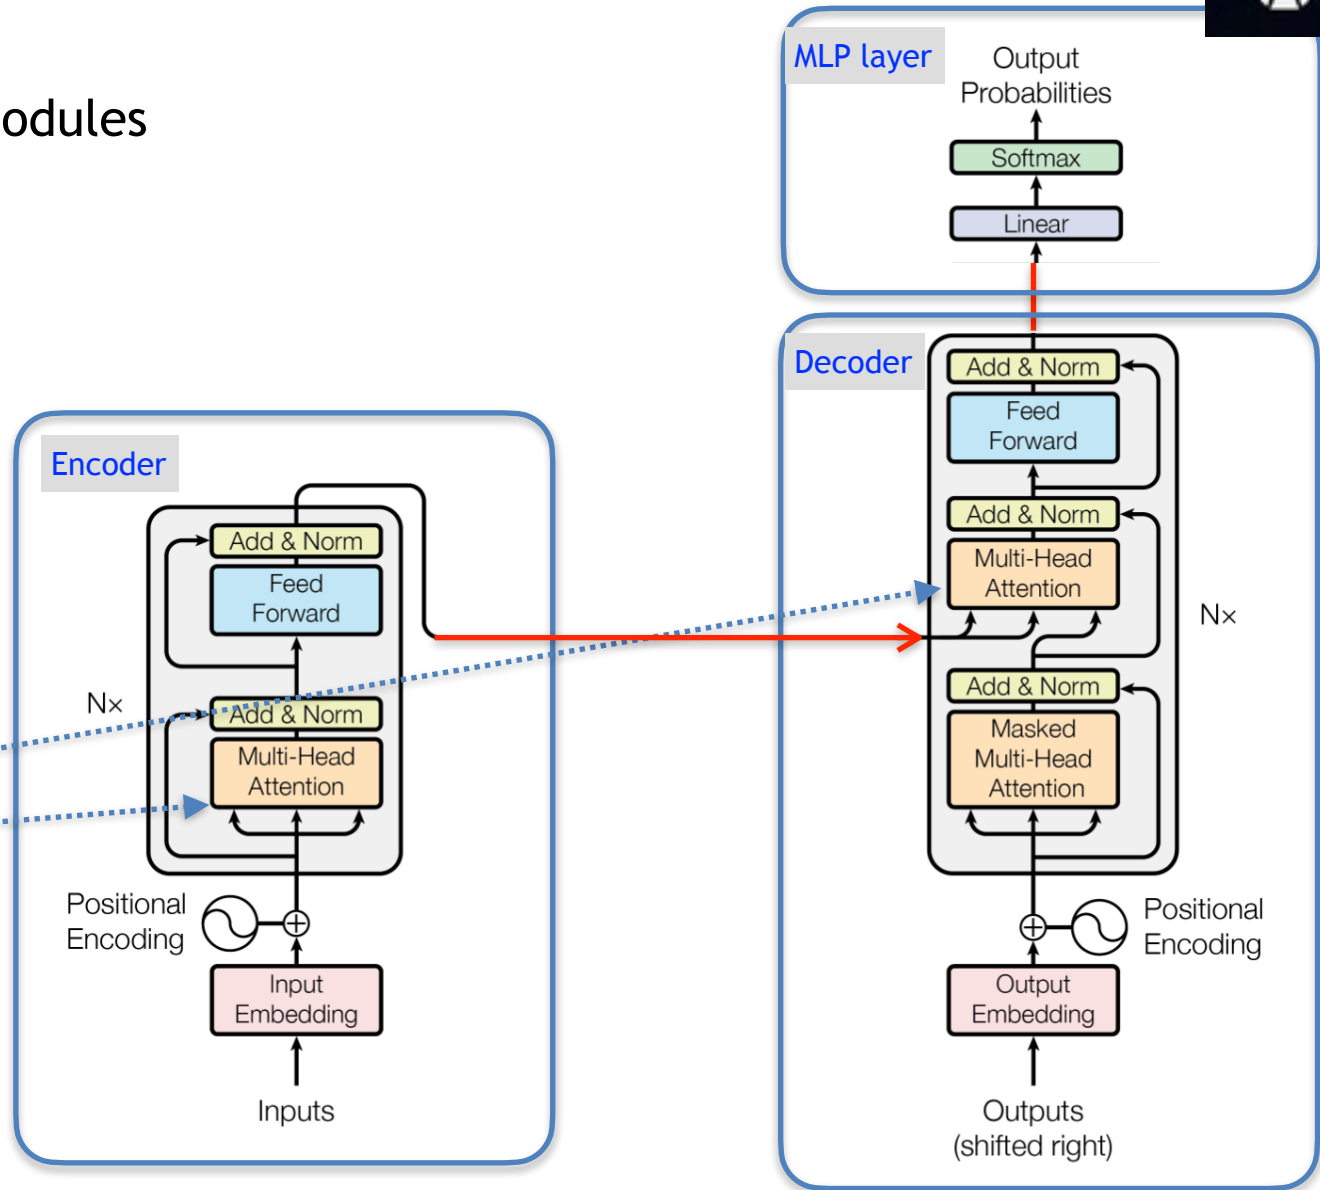 odules
MLP layer
Output
Probabilities
Softmax
Linear
Decoder
Add & Norm
Feed
Forward
Add & Norm
Multi-Head
Attention
N×
Add & Norm
Masked
Multi-Head
Attention
Positional
Encoding
Output
Embedding
Outputs
(shifted right)
Encoder
Add & Norm
Feed
Forward
N×
Add & Norm
Multi-Head
Attention
Positional
Encoding
Input
Embedding
Inputs